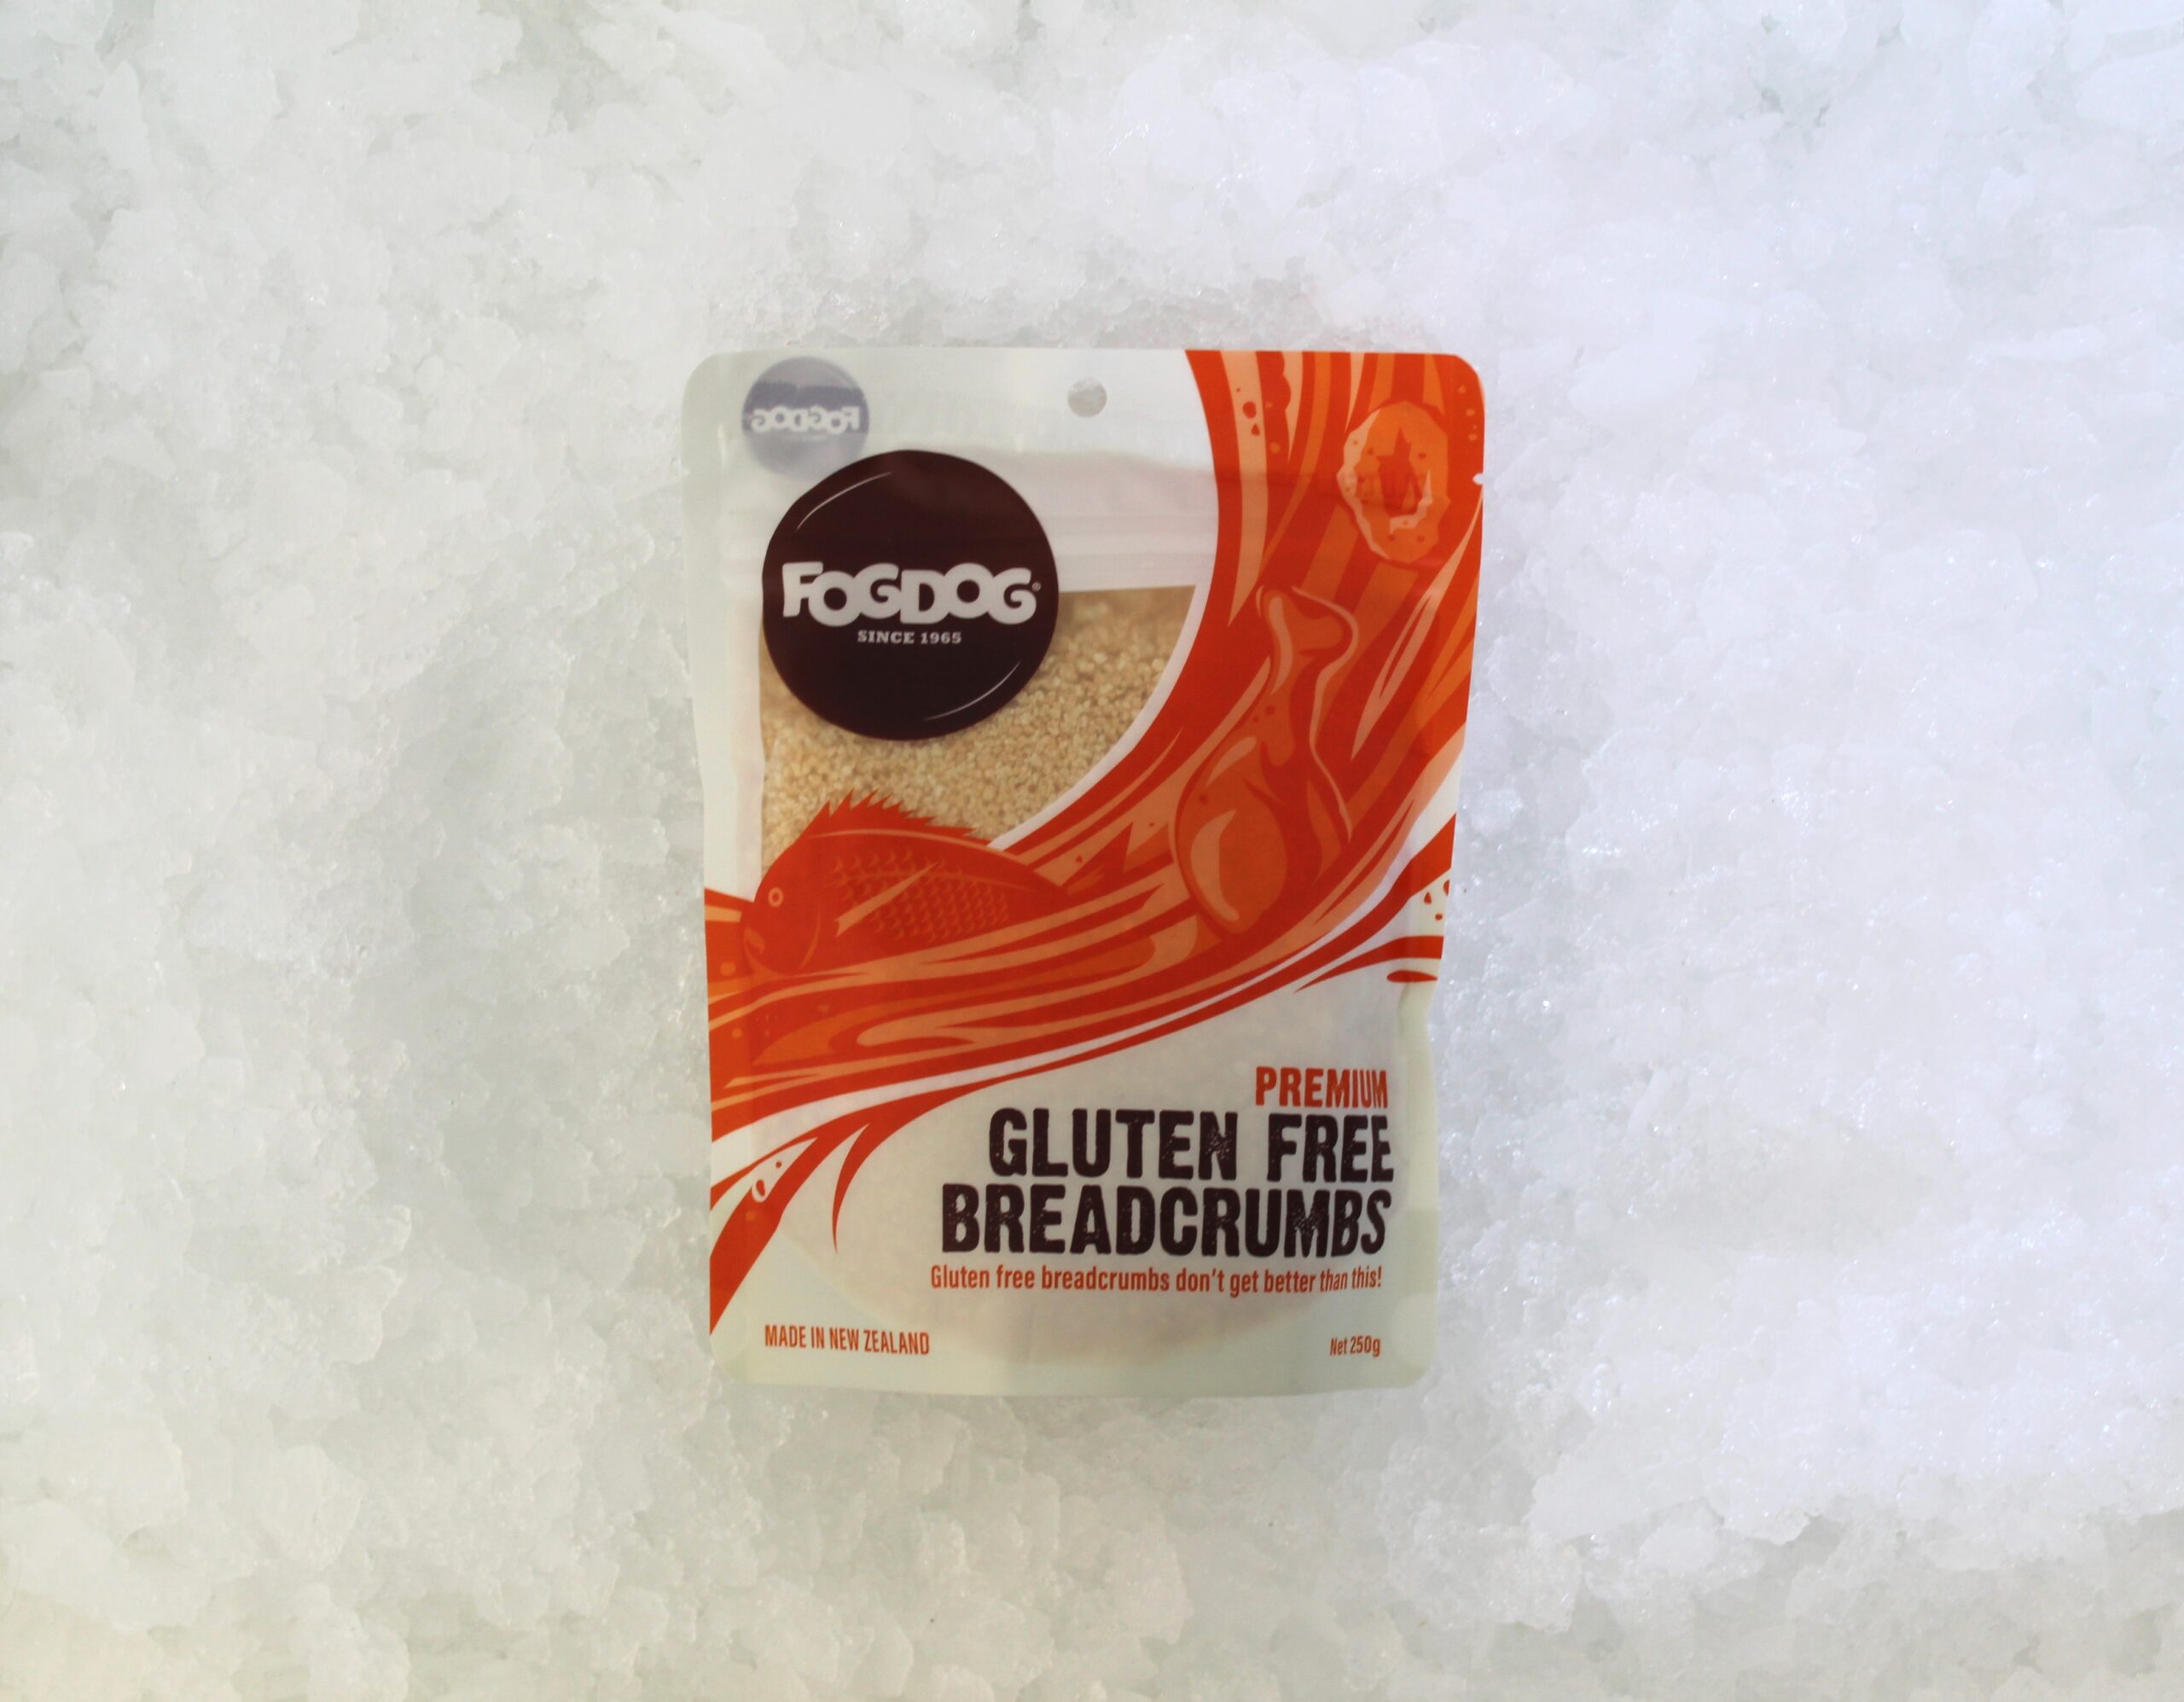 FOGDOG
FOGDOG®
SINCE 1965
PREMIUM
GLUTEN FREE
BREADCRUMBS
Gluten free breadcrumbs don't get better than this!
MADE IN NEW ZEALAND
Net 250g